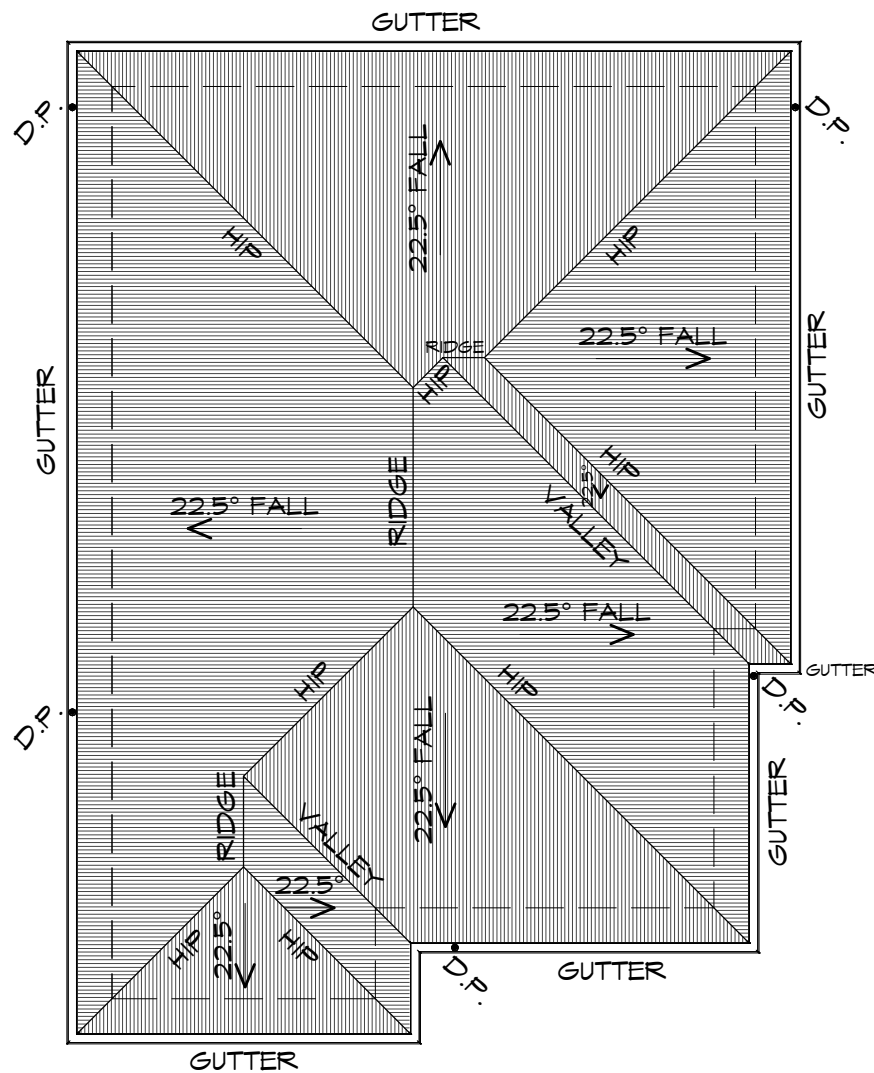 GUTTER
D.P.
D.P.
22.5° FALL
HIP
HIP
22.5° FALL
RIDGE
HIP
GUTTER
GUTTER
RIDGE
HIP
22.5°
VALLEY
22.5° FALL
22.5° FALL
HIP
HIP
GUTTER
D.P.
D.P.
22.5° FALL
RIDGE
VALLEY
GUTTER
22.5°
HIP
22.5°
HIP
D.P.
GUTTER
GUTTER